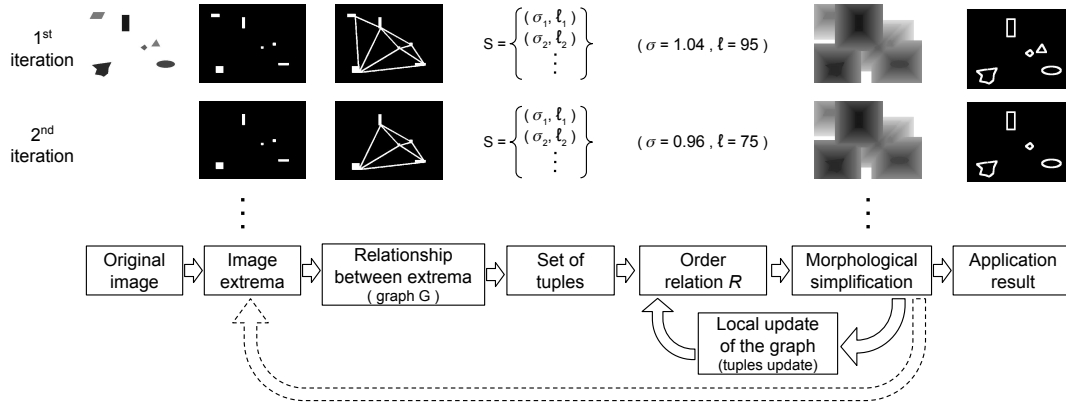 1st
iteration
S = { (σ1, ℓ1)
(σ2, ℓ2)
⋮ }
( σ = 1.04 , ℓ = 95 )
2nd
iteration
S = { (σ1, ℓ1)
(σ2, ℓ2)
⋮ }
( σ = 0.96 , ℓ = 75 )
Original
image
Image
extrema
Relationship
between extrema
( graph G )
Set of
tuples
Order
relation R
Morphological
simplification
Application
result
Local update
of the graph
(tuples update)